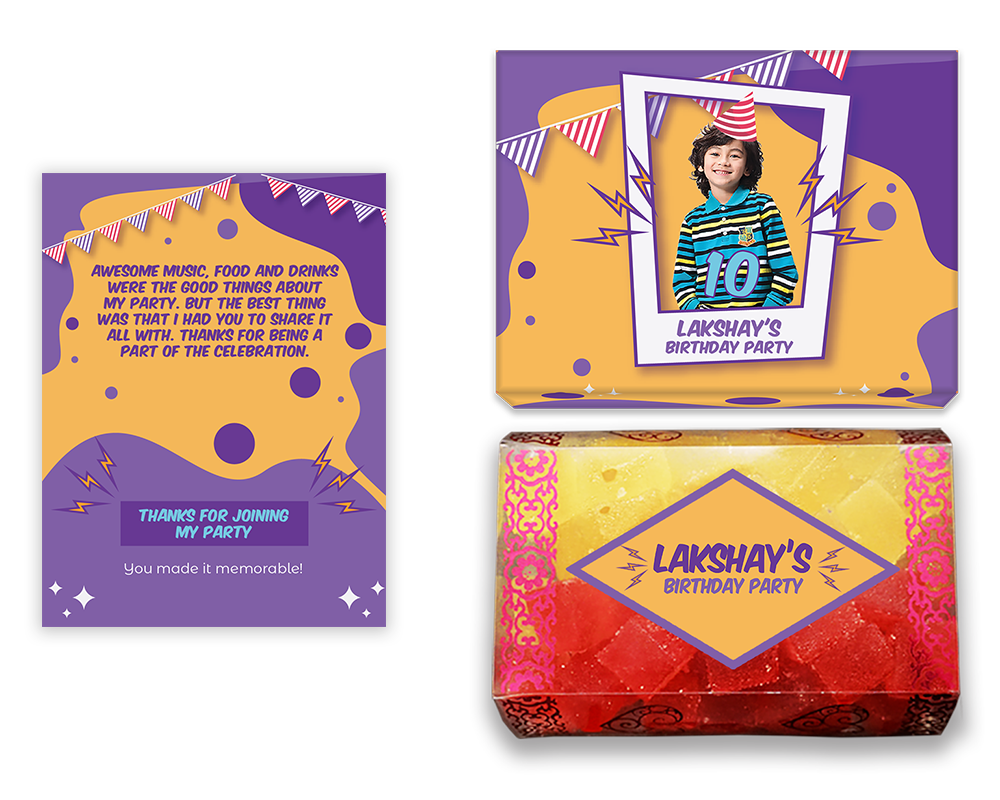 AWESOME MUSIC, FOOD AND DRINKS
WERE THE GOOD THINGS ABOUT
MY PARTY. BUT THE BEST THING
WAS THAT I HAD YOU TO SHARE IT
ALL WITH. THANKS FOR BEING A
PART OF THE CELEBRATION.
THANKS FOR JOINING
MY PARTY
You made it memorable!
10
LAKSHAY'S
BIRTHDAY PARTY
LAKSHAY'S
BIRTHDAY PARTY